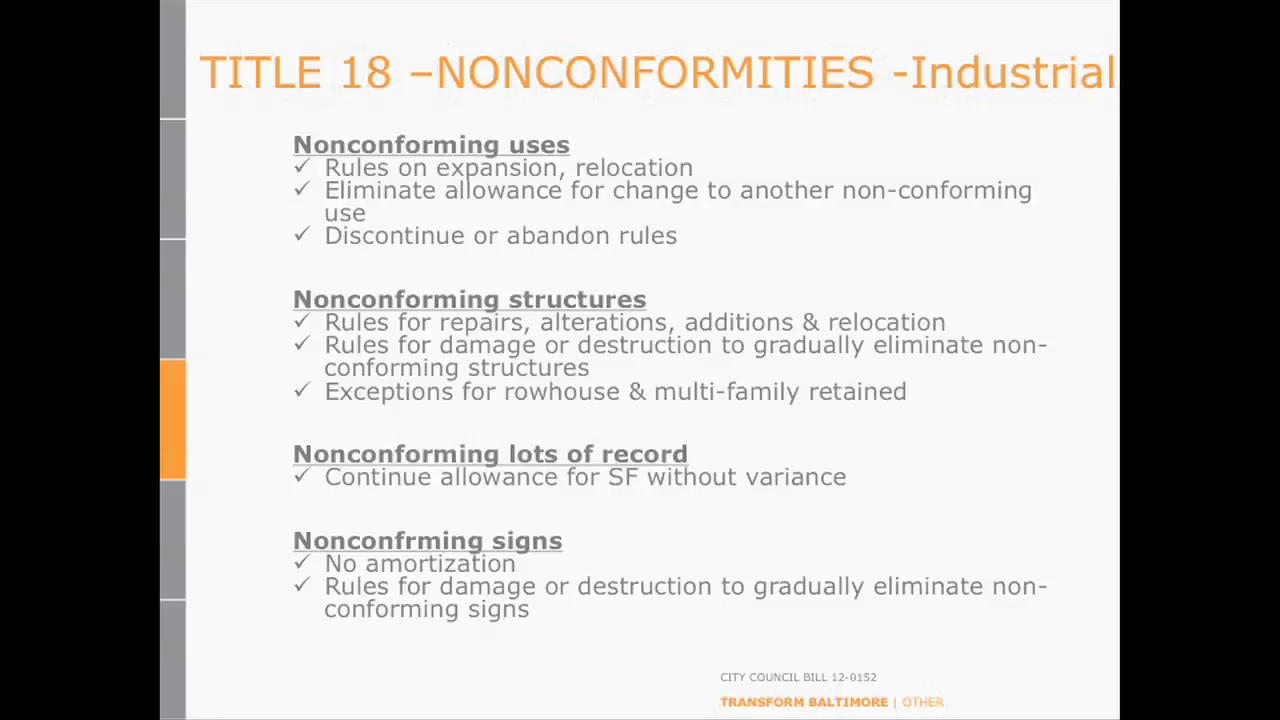 TITLE 18 –NONCONFORMITIES -Industrial
Nonconforming uses
✓ Rules on expansion, relocation
✓ Eliminate allowance for change to another non-conforming
use
✓ Discontinue or abandon rules
Nonconforming structures
✓ Rules for repairs, alterations, additions & relocation
✓ Rules for damage or destruction to gradually eliminate non-
conforming structures
✓ Exceptions for rowhouse & multi-family retained
Nonconforming lots of record
✓ Continue allowance for SF without variance
Nonconfrming signs
✓ No amortization
✓ Rules for damage or destruction to gradually eliminate non-
conforming signs
CITY COUNCIL BILL 12-0152
TRANSFORM BALTIMORE | OTHER